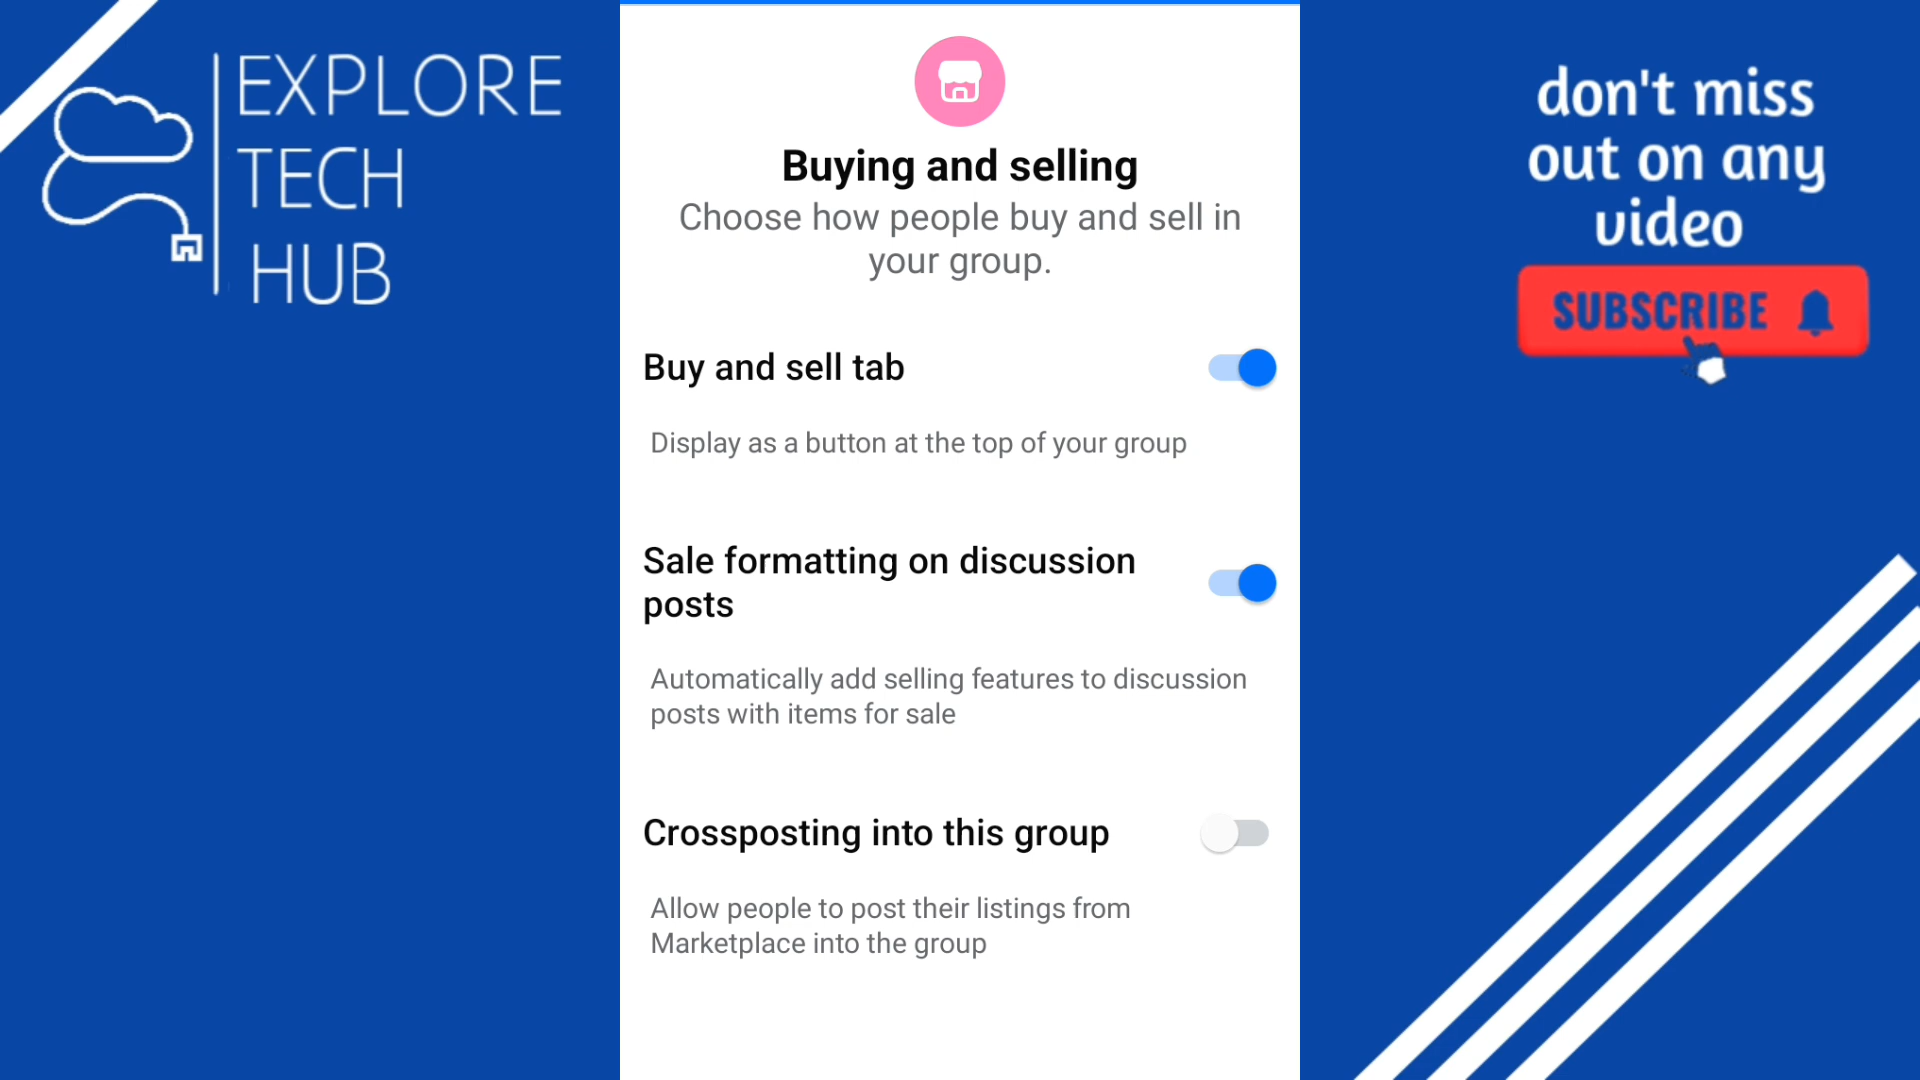 EXPLORE
TECH
HUB
Buying and selling
Choose how people buy and sell in
your group.
Buy and sell tab
Display as a button at the top of your group
Sale formatting on discussion
posts
Automatically add selling features to discussion
posts with items for sale
Crossposting into this group
Allow people to post their listings from
Marketplace into the group
don't miss
out on any
video
SUBSCRIBE